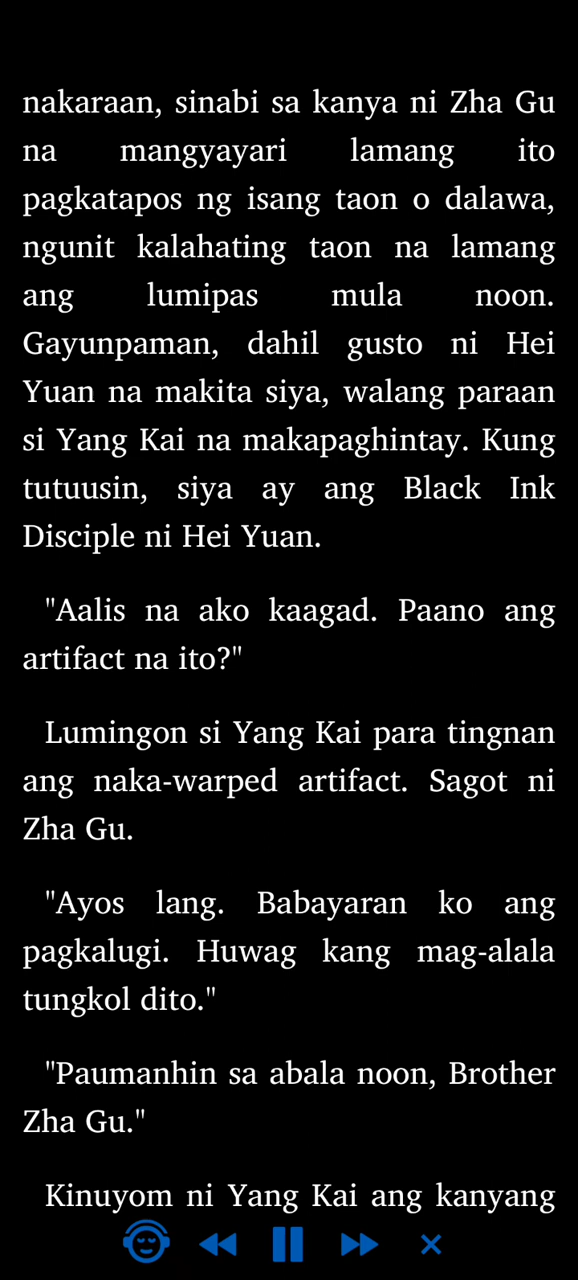 nakaraan, sinabi sa kanya ni Zha Gu
na mangyayari lamang ito
pagkatapos ng isang taon o dalawa,
ngunit kalahating taon na lamang
ang lumipas mula noon.
Gayunpaman, dahil gusto ni Hei
Yuan na makita siya, walang paraan
si Yang Kai na makapaghintay. Kung
tutuusin, siya ay ang Black Ink
Disciple ni Hei Yuan.
"Aalis na ako kaagad. Paano ang
artifact na ito?"
Lumingon si Yang Kai para tingnan
ang naka-warped artifact. Sagot ni
Zha Gu.
"Ayos lang. Babayaran ko ang
pagkalugi. Huwag kang mag-alala
tungkol dito."
"Paumanhin sa abala noon, Brother
Zha Gu."
Kinuyom ni Yang Kai ang kanyang